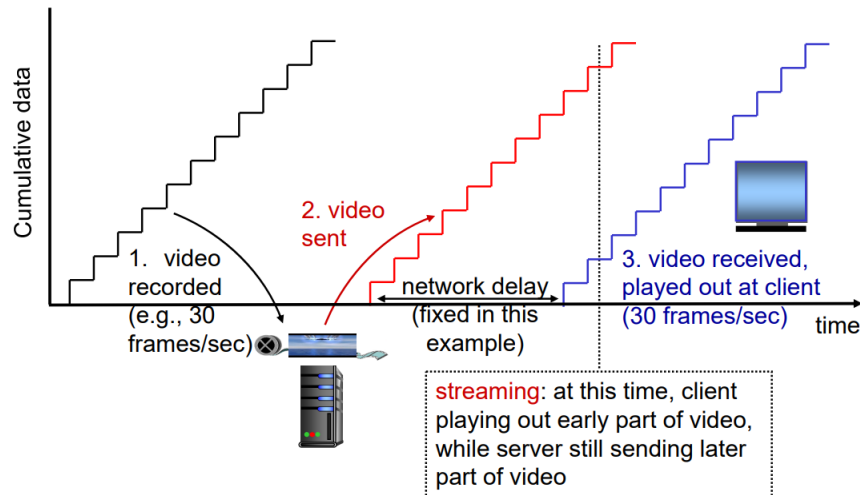 Cumulative data
2. video
sent
1. video
recorded
(e.g., 30
frames/sec)
network delay
(fixed in this
example)
3. video received,
played out at client
(30 frames/sec)
time
streaming: at this time, client
playing out early part of video,
while server still sending later
part of video